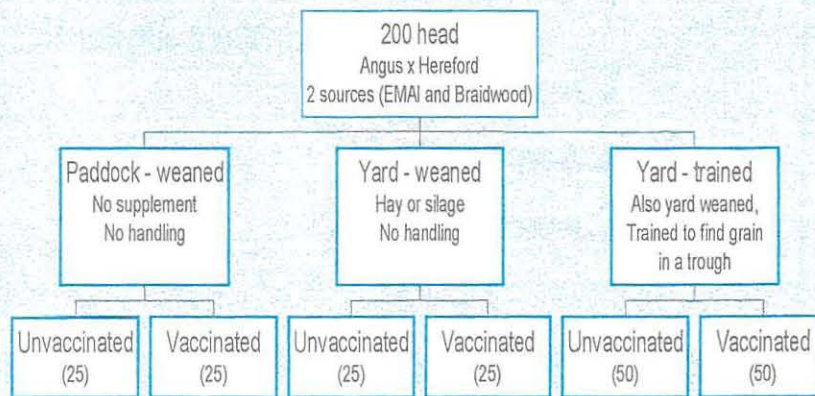 200 head
Angus x Hereford
2 sources (EMAI and Braidwood)
Paddock - weaned
No supplement
No handling
Yard - weaned
Hay or silage
No handling
Yard - trained
Also yard weaned,
Trained to find grain
in a trough
Unvaccinated
(25)
Vaccinated
(25)
Unvaccinated
(25)
Vaccinated
(25)
Unvaccinated
(50)
Vaccinated
(50)